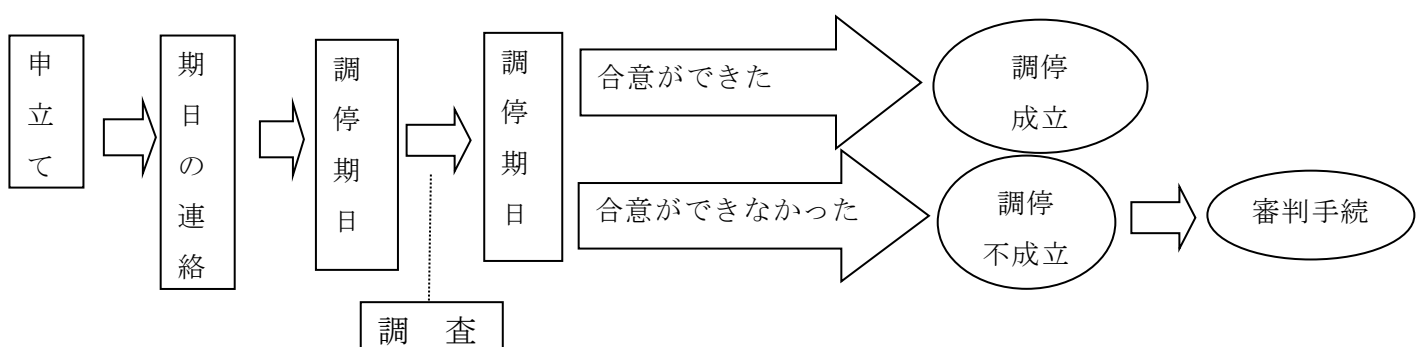 申立て
期日の連絡
調停期日
調停期日
合意ができた
調停
成立
合意ができなかった
調停
不成立
審判手続
調　査